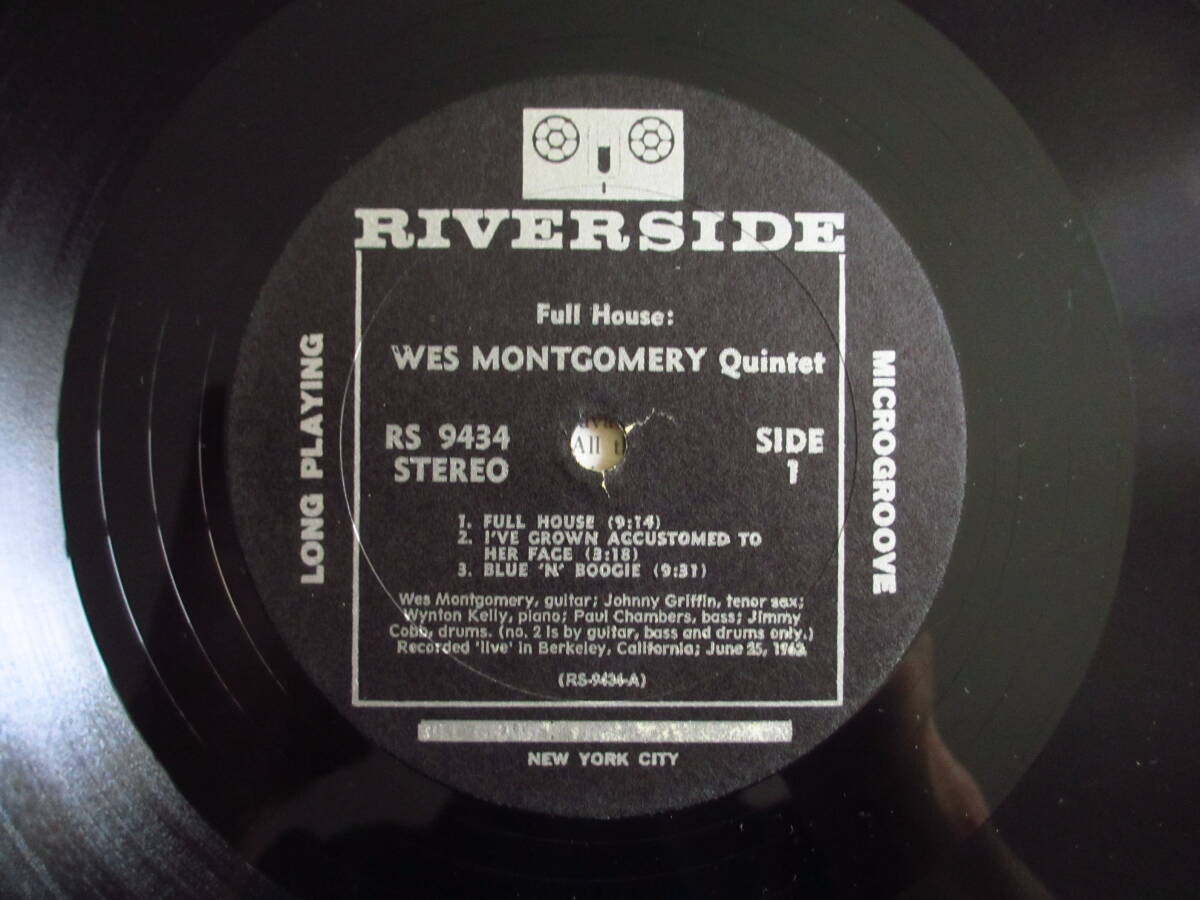 RIVERSIDE
Full House:
WES MONTGOMERY Quintet
RS 9434
STEREO
SIDE
1
All t
1. FULL HOUSE (9:14)
2. I'VE GROWN ACCUSTOMED TO
HER FACE (3:18)
3. BLUE 'N' BOOGIE (9:31)
Wes Montgomery, guitar; Johnny Griffin, tenor sax;
Wynton Kelly, piano; Paul Chambers, bass; Jimmy
Cobb, drums. (no. 2 is by guitar, bass and drums only.)
Recorded 'live' in Berkeley, California; June 25, 1962
(RS-9434-A)
LONG PLAYING
MICROGROOVE
NEW YORK CITY